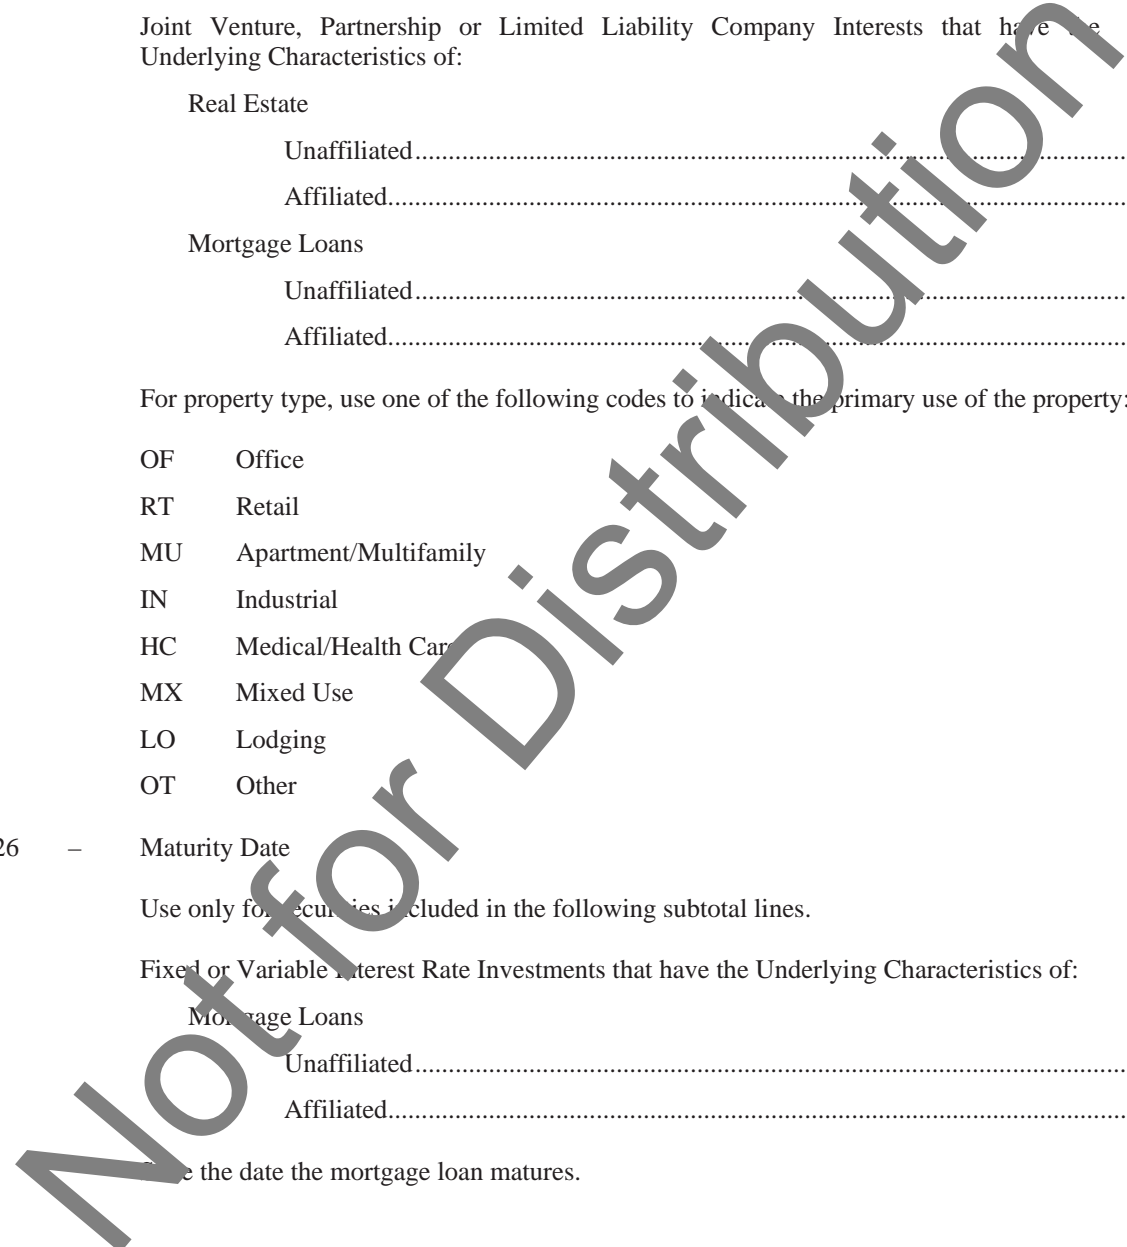 Joint Venture, Partnership or Limited Liability Company Interests that have the
Underlying Characteristics of:
Real Estate
Unaffiliated................................................................................
Affiliated................................................................................
Mortgage Loans
Unaffiliated................................................................................
Affiliated................................................................................
For property type, use one of the following codes to indicate the primary use of the property:
OF Office
RT Retail
MU Apartment/Multifamily
IN Industrial
HC Medical/Health Care
MX Mixed Use
LO Lodging
OT Other
26 – Maturity Date
Use only for securities included in the following subtotal lines.
Fixed or Variable Interest Rate Investments that have the Underlying Characteristics of:
Mortgage Loans
Unaffiliated................................................................................
Affiliated................................................................................
the date the mortgage loan matures.
Not for Distribution